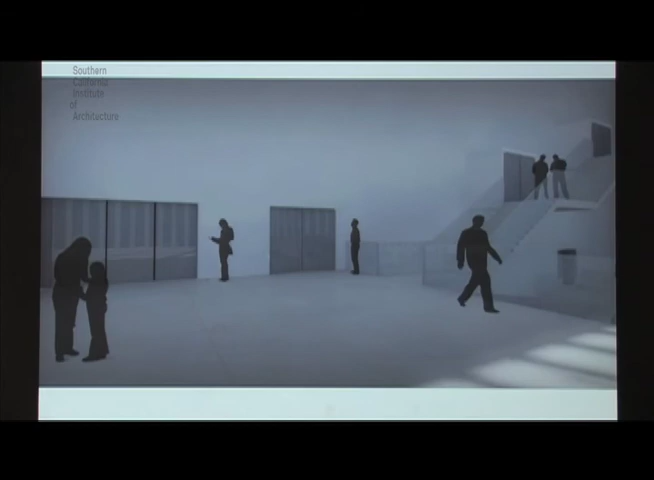 Southern
California
Institute
of
Architecture